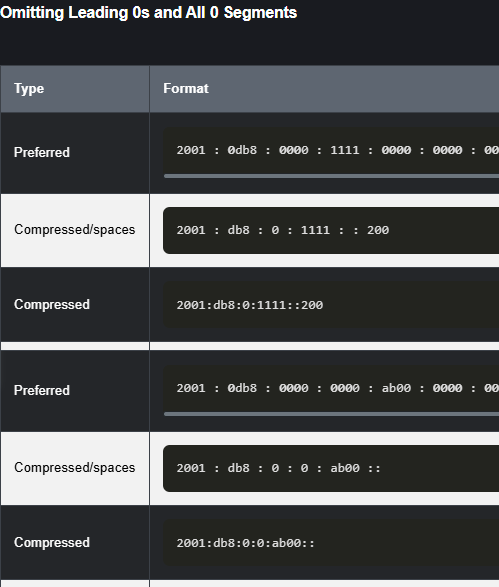 Omitting Leading 0s and All 0 Segments
Type Format
Preferred 2001 : 0db8 : 0000 : 1111 : 0000 : 0000 : 00
Compressed/spaces 2001 : db8 : 0 : 1111 : : 200
Compressed 2001:db8:0:1111::200
Preferred 2001 : 0db8 : 0000 : 0000 : ab00 : 0000 : 00
Compressed/spaces 2001 : db8 : 0 : 0 : ab00 ::
Compressed 2001:db8:0:0:ab00::